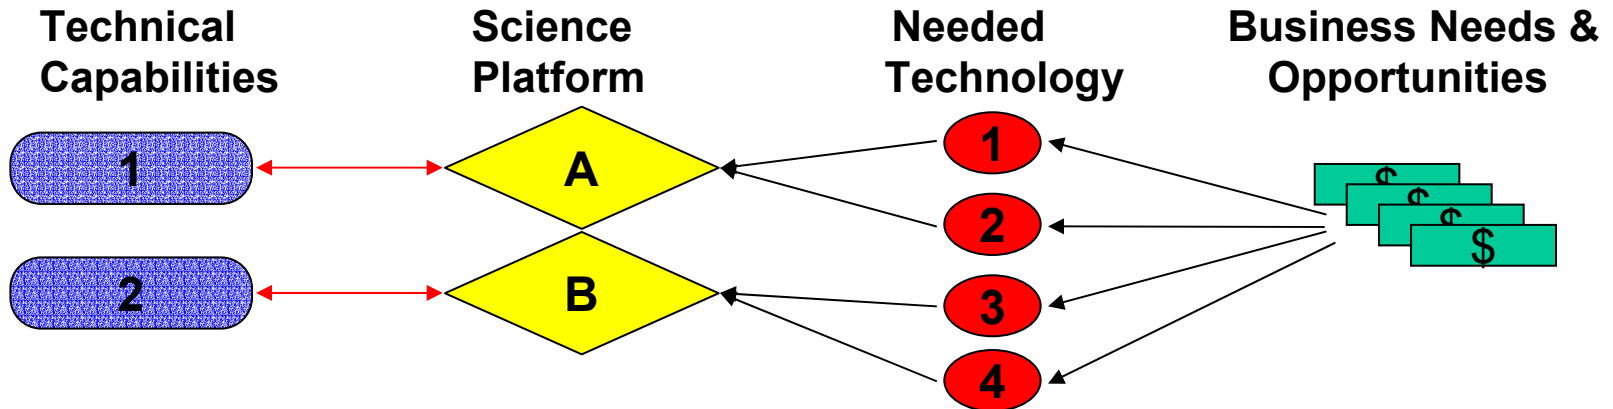 Technical
Capabilities
Science
Platform
Needed
Technology
Business Needs &
Opportunities
1
2
A
B
1
2
3
4
$
$
$
$